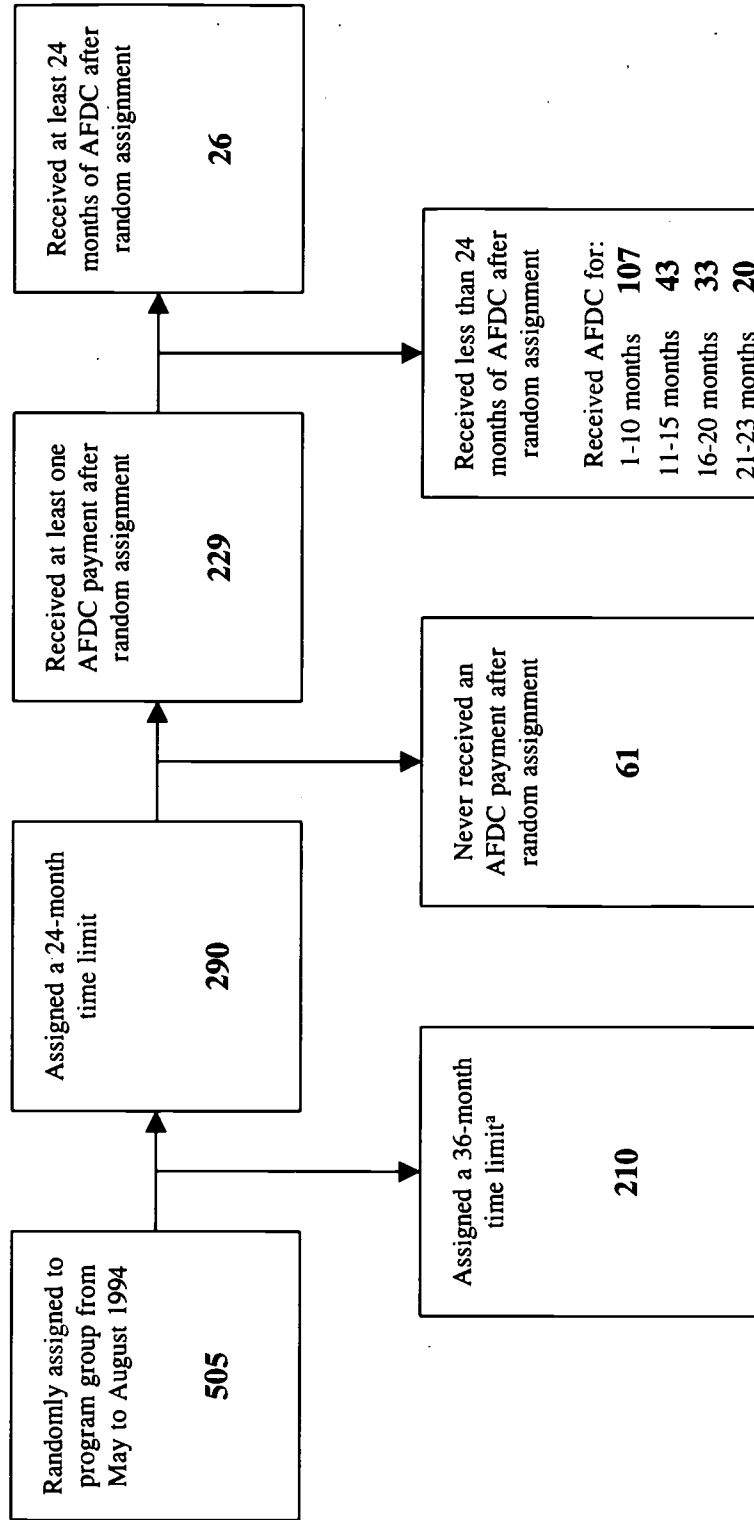 Randomly assigned to
program group from
May to August 1994
505
Assigned a 24-month
time limit
290
Received at least one
AFDC payment after
random assignment
229
Received at least 24
months of AFDC after
random assignment
26
Assigned a 36-month
time limitᵃ
210
Never received an
AFDC payment after
random assignment
61
Received less than 24
months of AFDC after
random assignment
Received AFDC for:
1-10 months 107
11-15 months 43
16-20 months 33
21-23 months 20